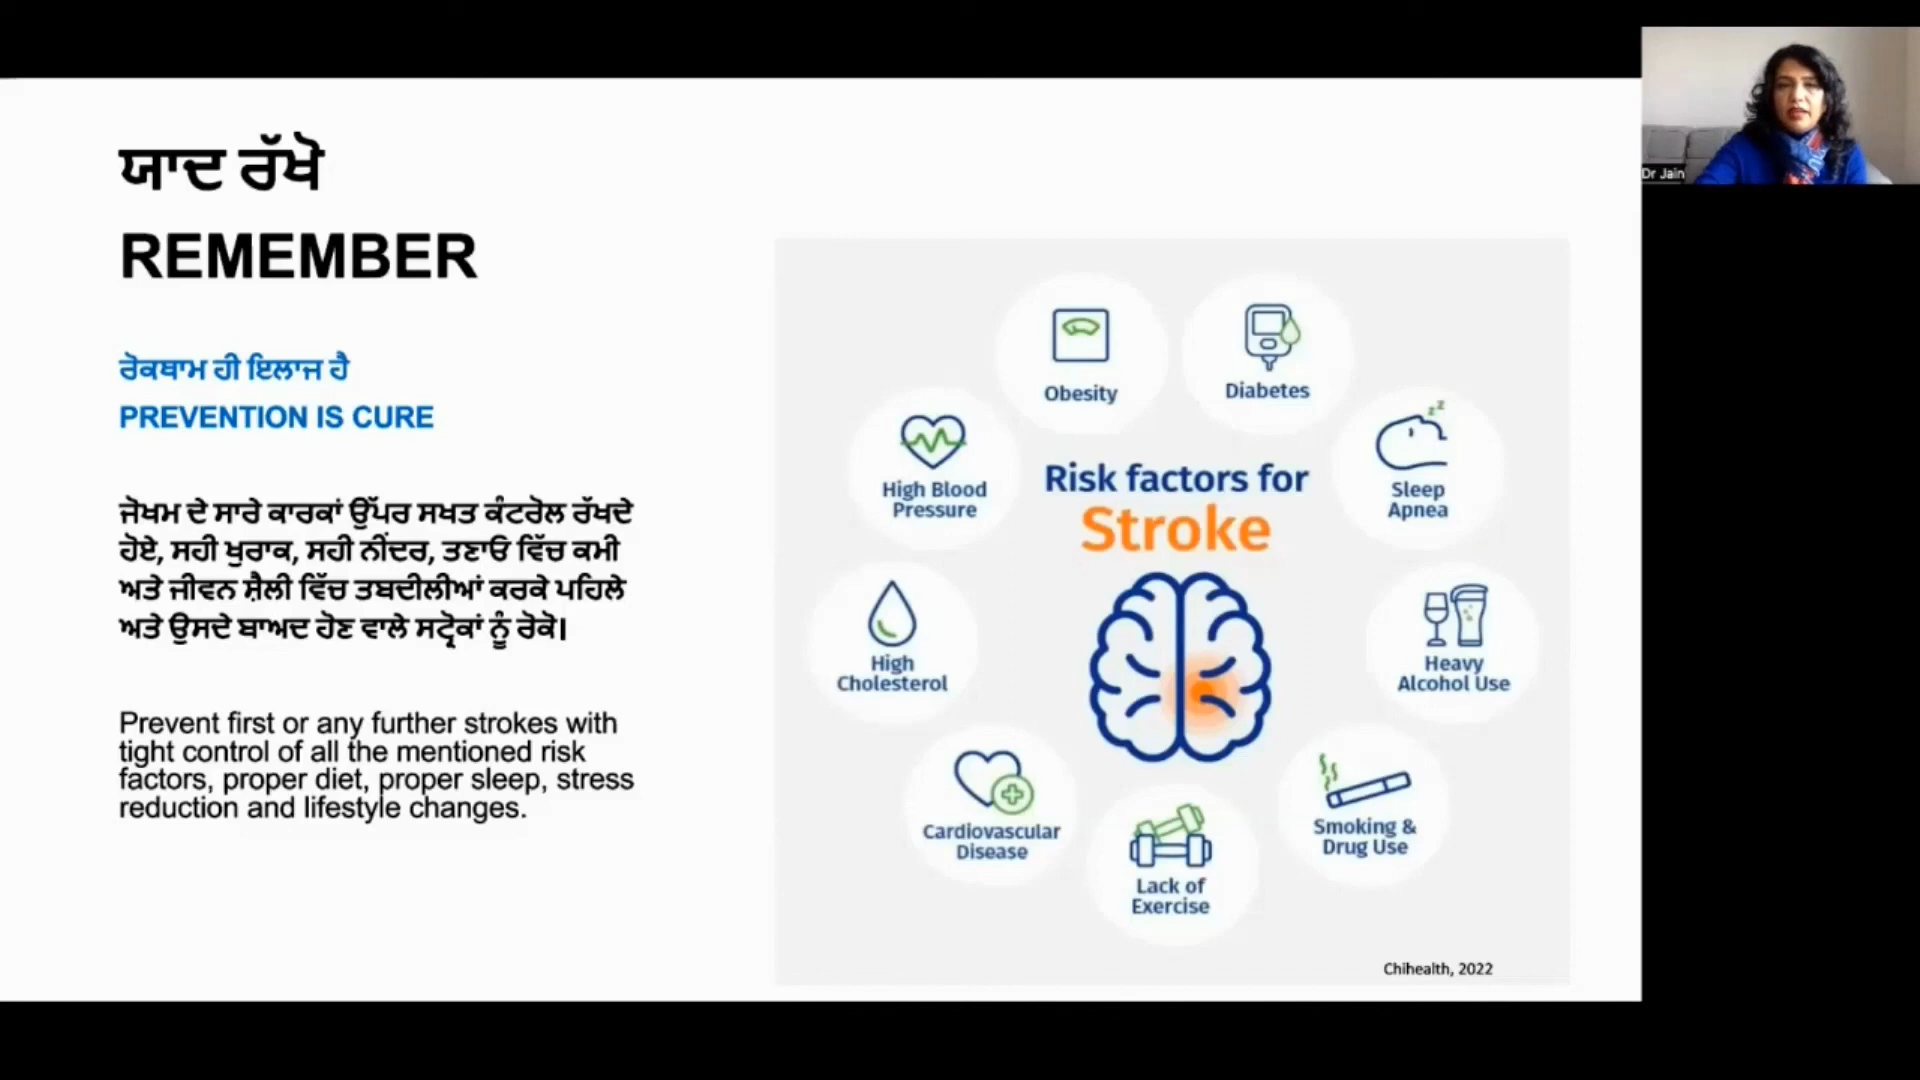 ਯਾਦ ਰੱਖੋ
REMEMBER
ਰੋਕਥਾਮ ਹੀ ਇਲਾਜ ਹੈ
PREVENTION IS CURE
ਜੋਖਮ ਦੇ ਸਾਰੇ ਕਾਰਕਾਂ ਉੱਪਰ ਸਖਤ ਕੰਟਰੋਲ ਰੱਖਦੇ
ਹੋਏ, ਸਹੀ ਖੁਰਾਕ, ਸਹੀ ਨੀਂਦਰ, ਤਣਾਓ ਵਿੱਚ ਕਮੀ
ਅਤੇ ਜੀਵਨ ਸ਼ੈਲੀ ਵਿੱਚ ਤਬਦੀਲੀਆਂ ਕਰਕੇ ਪਹਿਲੇ
ਅਤੇ ਉਸਦੇ ਬਾਅਦ ਹੋਣ ਵਾਲੇ ਸਟ੍ਰੋਕਾਂ ਨੂੰ ਰੋਕੋ।
Prevent first or any further strokes with
tight control of all the mentioned risk
factors, proper diet, proper sleep, stress
reduction and lifestyle changes.
Risk factors for
Stroke
Obesity
Diabetes
Sleep
Apnea
Heavy
Alcohol Use
Smoking &
Drug Use
Lack of
Exercise
Cardiovascular
Disease
High
Cholesterol
High Blood
Pressure
zz
Chihealth, 2022
Dr Jain